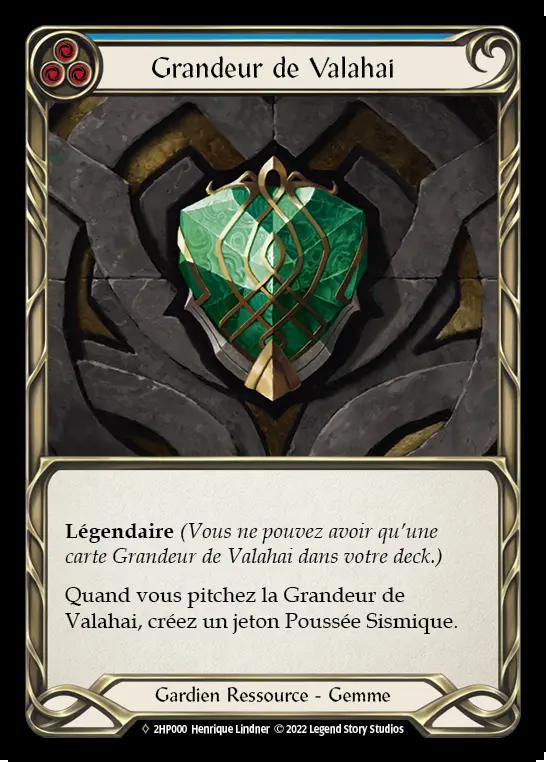 Grandeur de Valahai
Légendaire (Vous ne pouvez avoir qu’une
carte Grandeur de Valahai dans votre deck.)
Quand vous pitchez la Grandeur de
Valahai, créez un jeton Poussée Sismique.
Gardien Ressource - Gemme
2HP000 Henrique Lindner © 2022 Legend Story Studios